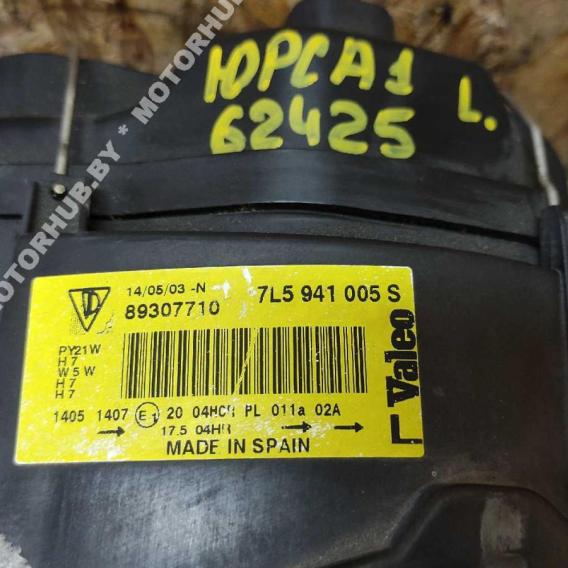 ЮРСА1 L.
62425
MOTORHUB.BY * MOTORHUB.BY
14/05/03 -N
89307710
7L5 941 005 S
PY21W
H7
W5W
H7
H7
Valeo
L
1405 1407 E 20 04HCR PL 011a 02A
→ 17.5 04HR →
MADE IN SPAIN